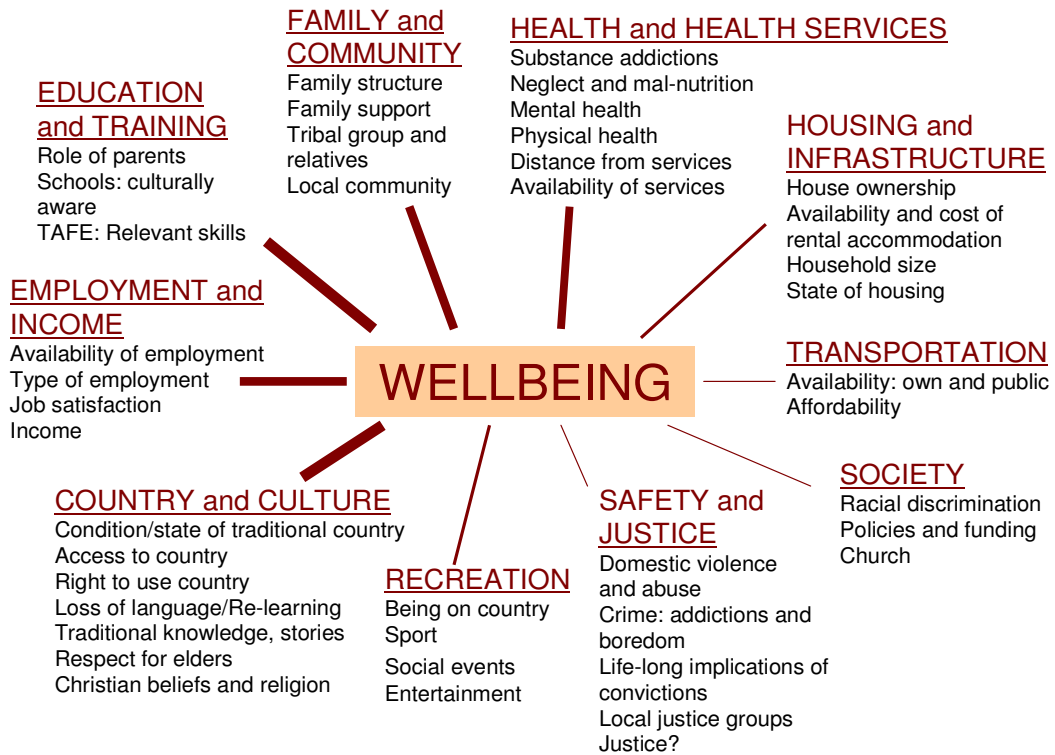 FAMILY and
COMMUNITY
Family structure
Family support
Tribal group and
relatives
Local community
HEALTH and HEALTH SERVICES
Substance addictions
Neglect and mal-nutrition
Mental health
Physical health
Distance from services
Availability of services
EDUCATION
and TRAINING
Role of parents
Schools: culturally
aware
TAFE: Relevant skills
HOUSING and
INFRASTRUCTURE
House ownership
Availability and cost of
rental accommodation
Household size
State of housing
EMPLOYMENT and
INCOME
Availability of employment
Type of employment
Job satisfaction
Income
WELLBEING
TRANSPORTATION
Availability: own and public
Affordability
COUNTRY and CULTURE
Condition/state of traditional country
Access to country
Right to use country
Loss of language/Re-learning
Traditional knowledge, stories
Respect for elders
Christian beliefs and religion
RECREATION
Being on country
Sport
Social events
Entertainment
SAFETY and
JUSTICE
Domestic violence
and abuse
Crime: addictions and
boredom
Life-long implications of
convictions
Local justice groups
Justice?
SOCIETY
Racial discrimination
Policies and funding
Church